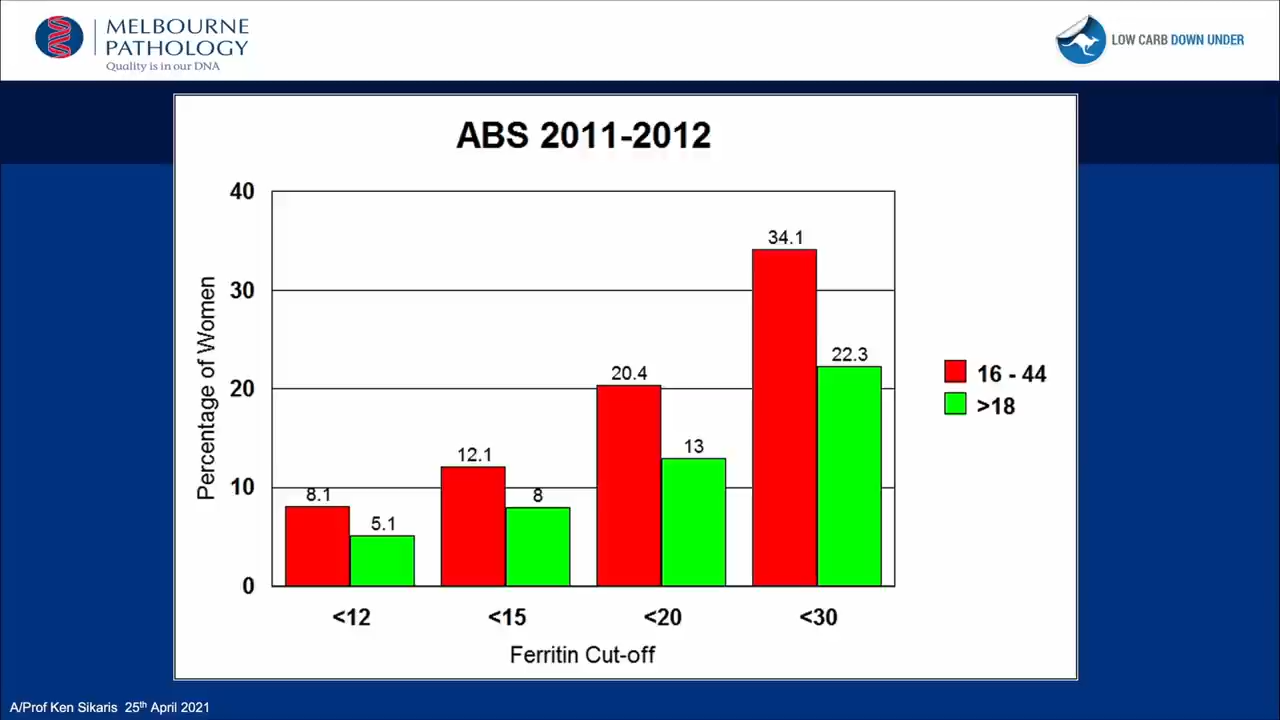 MELBOURNE
PATHOLOGY
Quality is in our DNA
LOW CARB DOWN UNDER
ABS 2011-2012
40
30
20
10
0
Percentage of Women
8.1
5.1
12.1
8
20.4
13
34.1
22.3
16 - 44
>18
<12 <15 <20 <30
Ferritin Cut-off
A/Prof Ken Sikaris 25th April 2021